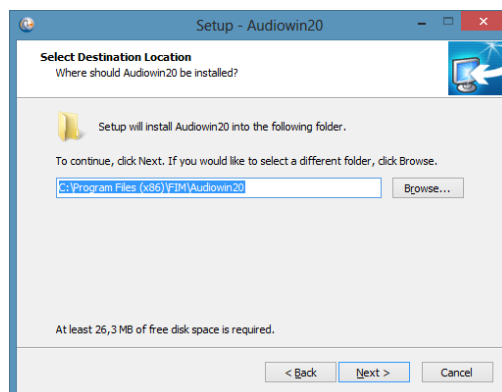 Setup - Audiowin20
Select Destination Location
Where should Audiowin20 be installed?
Setup will install Audiowin20 into the following folder.
To continue, click Next. If you would like to select a different folder, click Browse.
C:\Program Files (x86)\FIM\Audiowin20
Browse...
At least 26,3 MB of free disk space is required.
< Back
Next >
Cancel